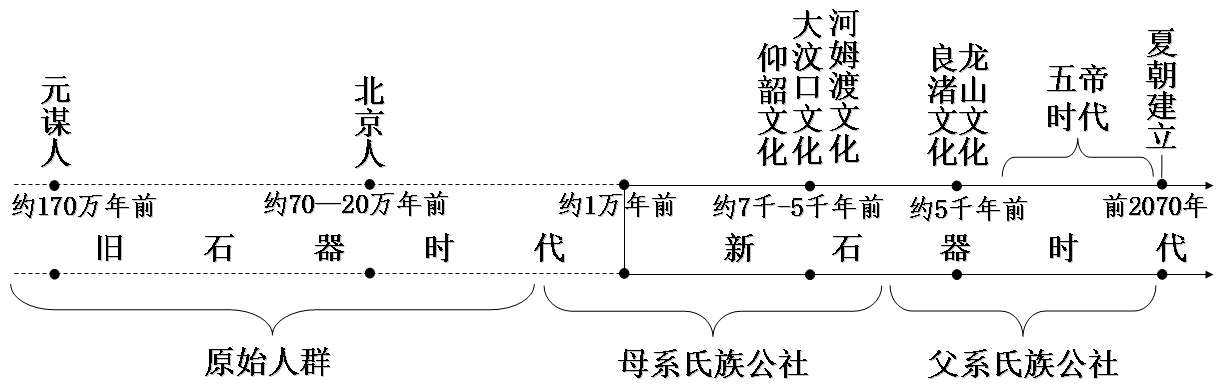 元谋人
北京人
仰韶文化
大汶口文化
河姆渡文化
良渚文化
龙山文化
五帝
时代
夏朝建立
约170万年前
约70—20万年前
约1万年前
约7千-5千年前
约5千年前
前2070年
旧石器时代
新石器时代
原始人群
母系氏族公社
父系氏族公社